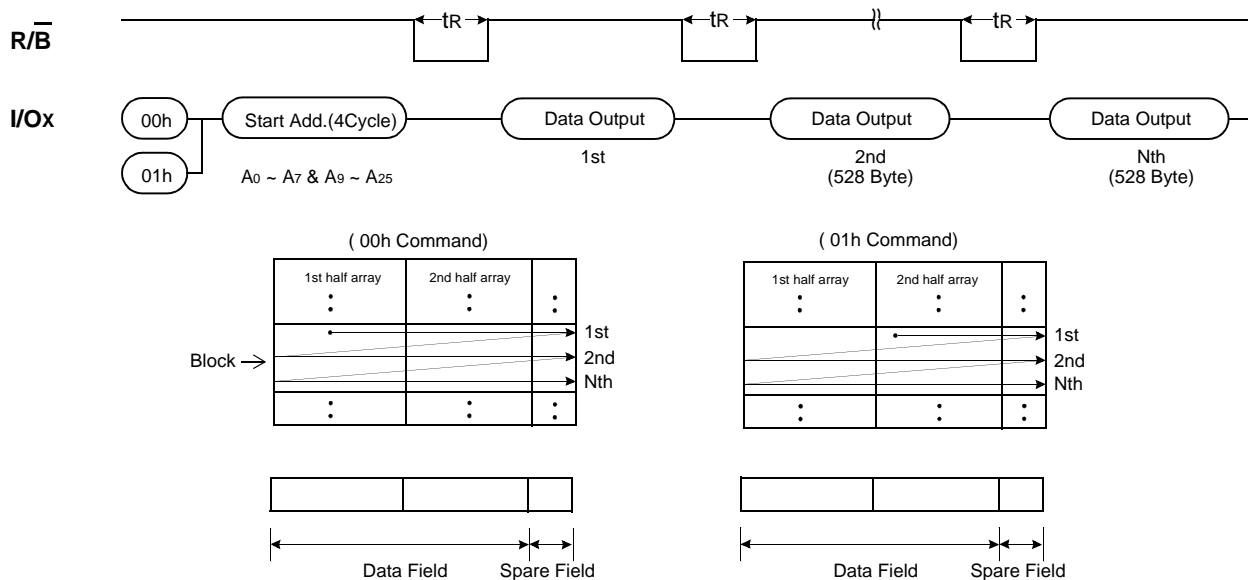 R/B
tR
tR
tR
I/Ox
00h
Start Add.(4Cycle)
Data Output
Data Output
Data Output
01h
A0 ~ A7 & A9 ~ A25
1st
2nd
(528 Byte)
Nth
(528 Byte)
( 00h Command)
1st half array
2nd half array
1st
Block
2nd
Nth
Data Field
Spare Field
( 01h Command)
1st half array
2nd half array
1st
2nd
Nth
Data Field
Spare Field